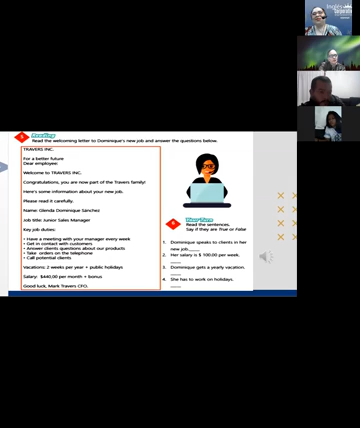 5 Reading
Read the welcoming letter to Dominique's new job and answer the questions below.
TRAVERS INC.
For a better future
Dear employee:
Welcome to TRAVERS INC.
Congratulations, you are now part of the Travers family!
Here's some information about your new job.
Please read it carefully.
Name: Glenda Dominique Sánchez
Job title: Junior Sales Manager
Key job duties:
• Have a meeting with your manager every week
• Get in contact with customers
• Answer clients questions about our products
• Take orders on the telephone
• Call potential clients
Vacations: 2 weeks per year + public holidays
Salary: $440.00 per month + bonus
Good luck, Mark Travers CFO.
Your Turn
Read the sentences.
Say if they are True or False
1. Dominique speaks to clients in her
new job.____
2. Her salary is $ 100.00 per week.
____
3. Dominique gets a yearly vacation.
____
4. She has to work on holidays.
____